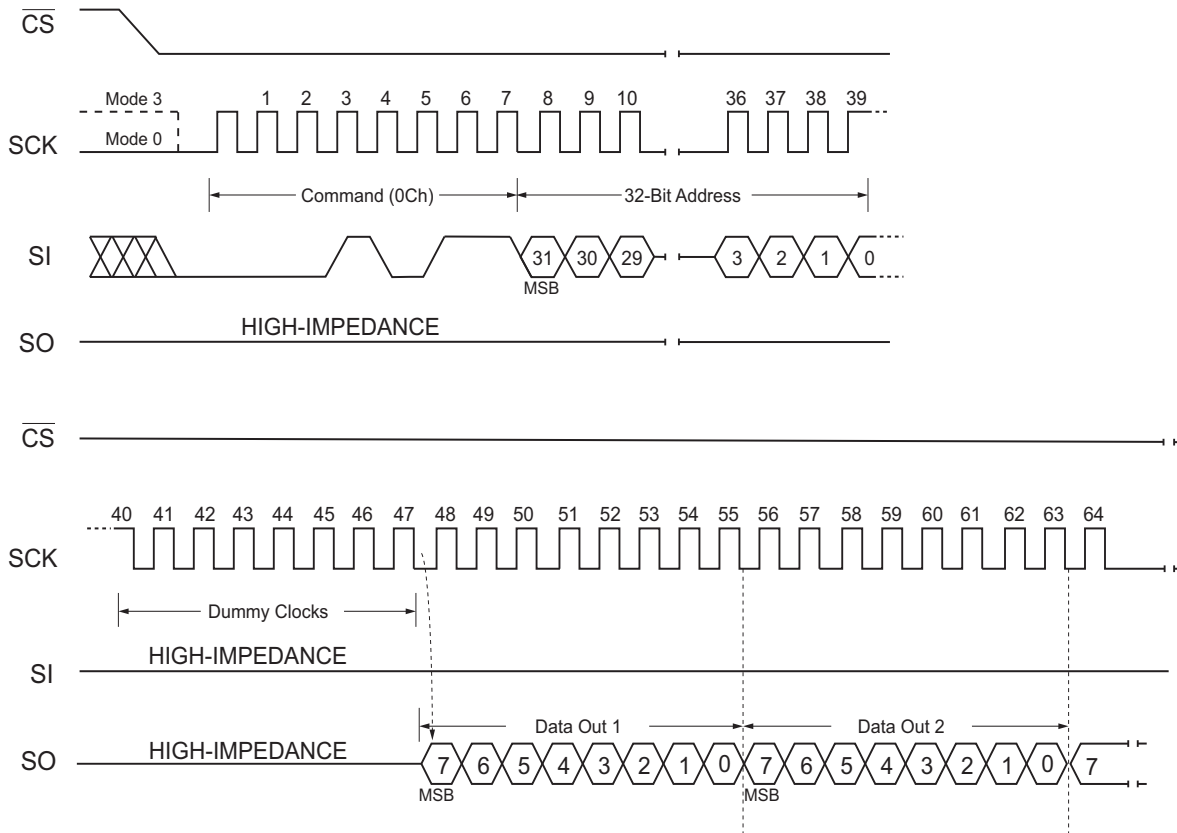 CS
Mode 3
1 2 3 4 5 6 7 8 9 10 36 37 38 39
Mode 0
SCK
Command (0Ch) 32-Bit Address
SI
31 30 29 3 2 1 0
MSB
HIGH-IMPEDANCE
SO
CS
40 41 42 43 44 45 46 47 48 49 50 51 52 53 54 55 56 57 58 59 60 61 62 63 64
SCK
Dummy Clocks
HIGH-IMPEDANCE
SI
Data Out 1 Data Out 2
HIGH-IMPEDANCE
SO
7 6 5 4 3 2 1 0 7 6 5 4 3 2 1 0 7
MSB MSB